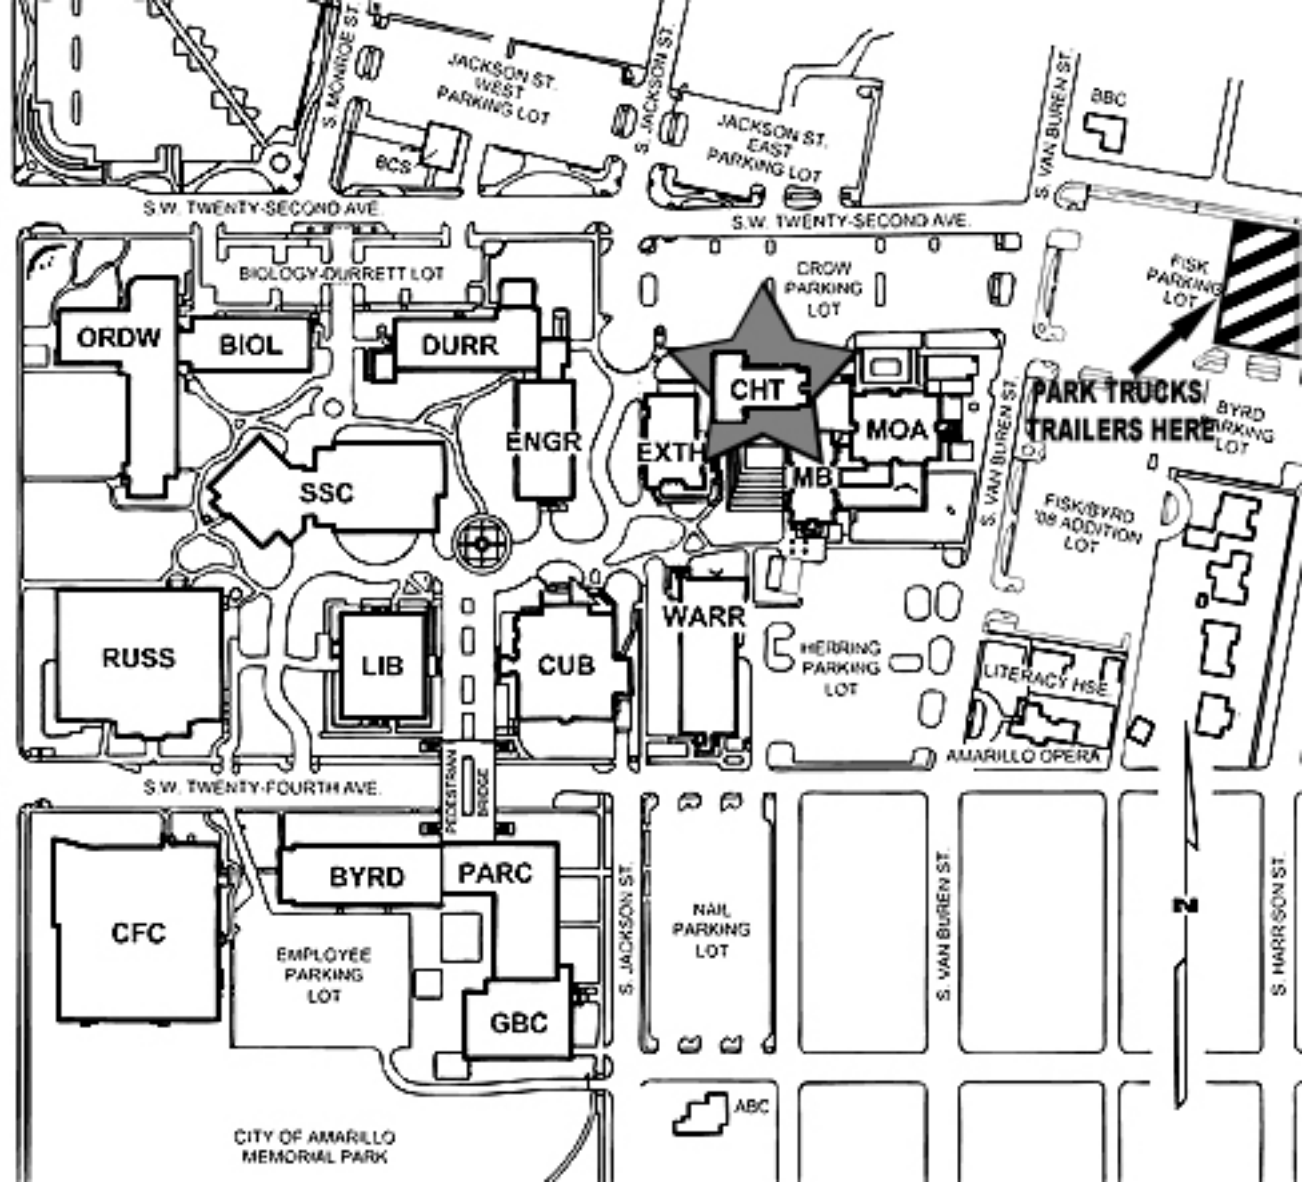 S. MONROE ST.
JACKSON ST.
WEST
PARKING LOT
S. JACKSON ST.
JACKSON ST.
EAST
PARKING LOT
S. VAN BUREN ST.
BBC
BCS
S.W. TWENTY-SECOND AVE.
S.W. TWENTY-SECOND AVE.
BIOLOGY-DURRETT LOT
CROW
PARKING
LOT
FISK
PARKING
LOT
ORDW
BIOL
DURR
CHT
PARK TRUCKS/
TRAILERS HERE
BYRD
PARKING
LOT
ENGR
EXTH
MOA
MB
S. VAN BUREN ST.
SSC
FISK/BYRD
'08 ADDITION
LOT
RUSS
LIB
CUB
WARR
HERRING
PARKING
LOT
LITERACY HSE.
AMARILLO OPERA
S.W. TWENTY-FOURTH AVE.
PEDESTRIAN
BRIDGE
BYRD
PARC
CFC
EMPLOYEE
PARKING
LOT
GBC
S. JACKSON ST.
NAIL
PARKING
LOT
S. VAN BUREN ST.
N
S. HARRISON ST.
ABC
CITY OF AMARILLO
MEMORIAL PARK